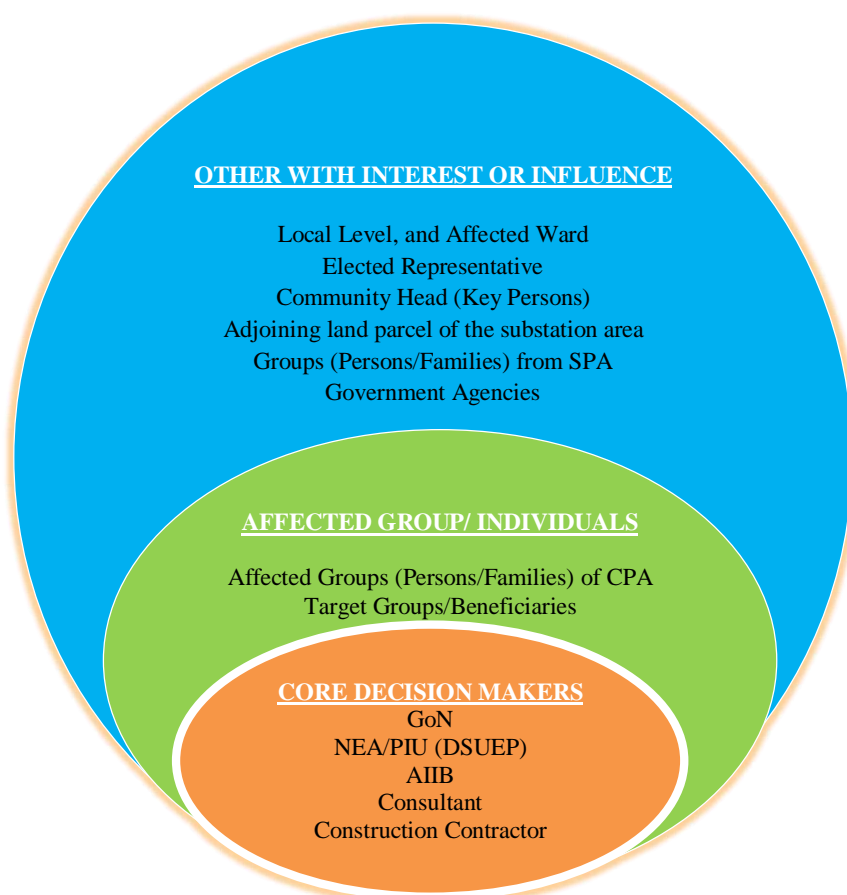 OTHER WITH INTEREST OR INFLUENCE
Local Level, and Affected Ward
Elected Representative
Community Head (Key Persons)
Adjoining land parcel of the substation area
Groups (Persons/Families) from SPA
Government Agencies
AFFECTED GROUP/ INDIVIDUALS
Affected Groups (Persons/Families) of CPA
Target Groups/Beneficiaries
CORE DECISION MAKERS
GoN
NEA/PIU (DSUEP)
AIIB
Consultant
Construction Contractor